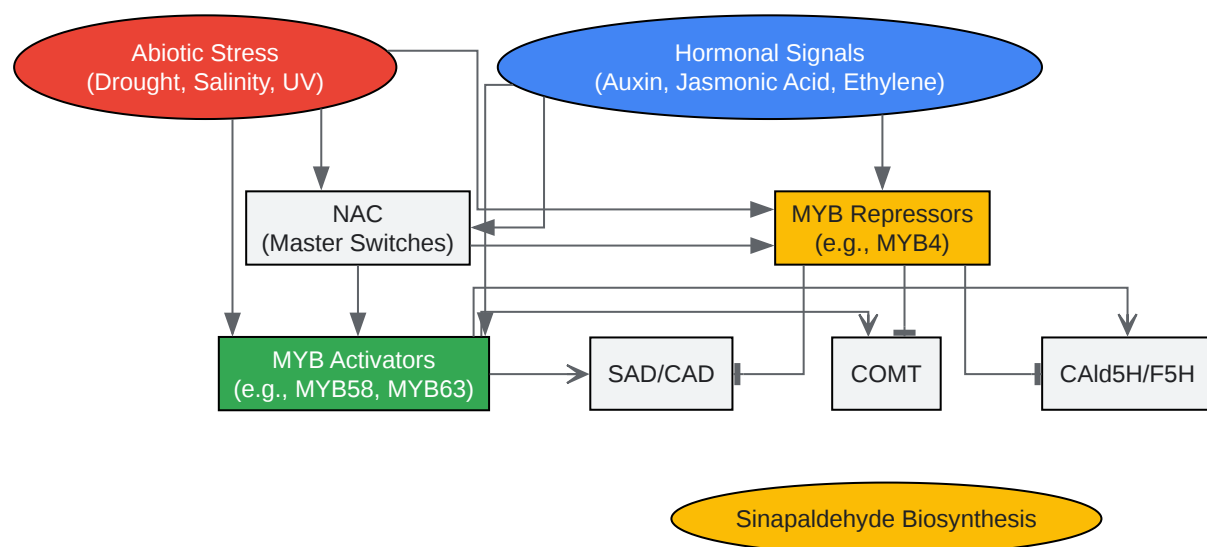 Abiotic Stress
(Drought, Salinity, UV)
Hormonal Signals
(Auxin, Jasmonic Acid, Ethylene)
NAC
(Master Switches)
MYB Repressors
(e.g., MYB4)
MYB Activators
(e.g., MYB58, MYB63)
SAD/CAD
COMT
CAld5H/F5H
Sinapaldehyde Biosynthesis